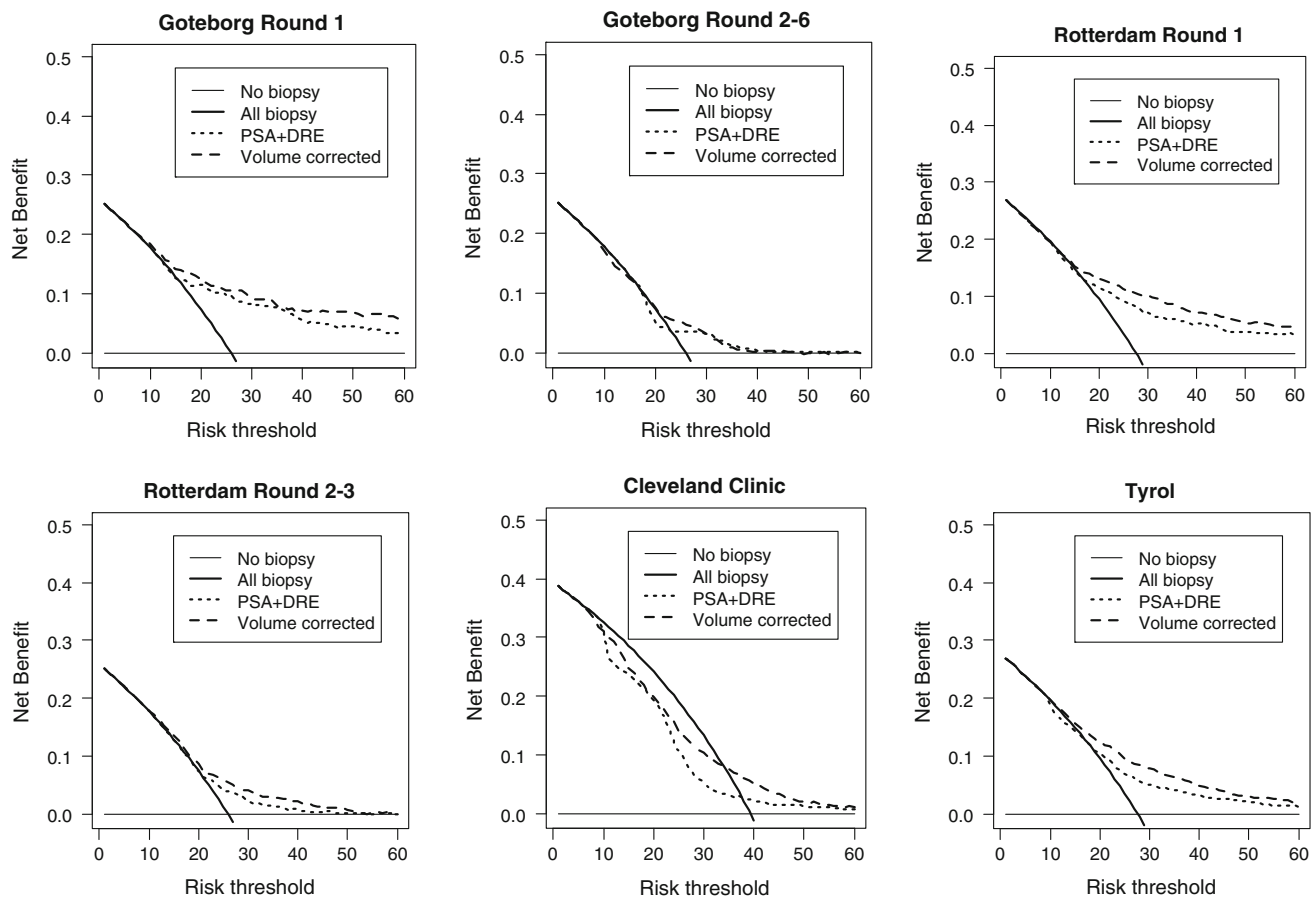 Goteborg Round 1
0.5
0.4
0.3
0.2
0.1
0.0
Net Benefit
No biopsy
All biopsy
PSA+DRE
Volume corrected
0 10 20 30 40 50 60
Risk threshold
Goteborg Round 2-6
0.5
0.4
0.3
0.2
0.1
0.0
Net Benefit
No biopsy
All biopsy
PSA+DRE
Volume corrected
0 10 20 30 40 50 60
Risk threshold
Rotterdam Round 1
0.5
0.4
0.3
0.2
0.1
0.0
Net Benefit
No biopsy
All biopsy
PSA+DRE
Volume corrected
0 10 20 30 40 50 60
Risk threshold
Rotterdam Round 2-3
0.5
0.4
0.3
0.2
0.1
0.0
Net Benefit
No biopsy
All biopsy
PSA+DRE
Volume corrected
0 10 20 30 40 50 60
Risk threshold
Cleveland Clinic
0.5
0.4
0.3
0.2
0.1
0.0
Net Benefit
No biopsy
All biopsy
PSA+DRE
Volume corrected
0 10 20 30 40 50 60
Risk threshold
Tyrol
0.5
0.4
0.3
0.2
0.1
0.0
Net Benefit
No biopsy
All biopsy
PSA+DRE
Volume corrected
0 10 20 30 40 50 60
Risk threshold